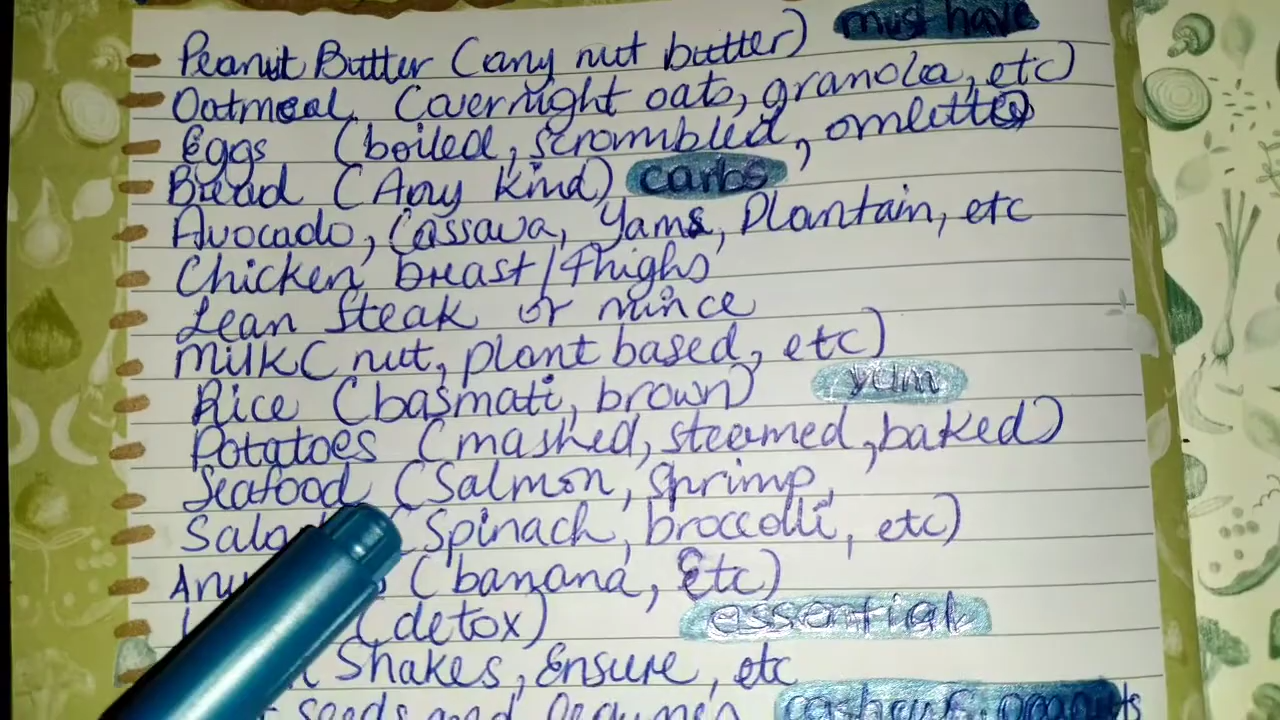 Peanut Butter (any nut butter) must have
Oatmeal (overnight oats, granola, etc)
Eggs (boiled, scrombled, omlettes)
Bread (Any kind) carbs
Avocado, Cassava, Yams, Plantain, etc
Chicken breast/thighs
Lean steak or mince
Milk (nut, plant based, etc)
Rice (basmati, brown) yum
Potatoes (mashed, steamed, baked)
Seafood (Salmon, Shrimp,
(Spinach, broccolli, etc)
(banana, etc)
(detox) essential
Shakes, Ensure, etc
seeds and cashews,